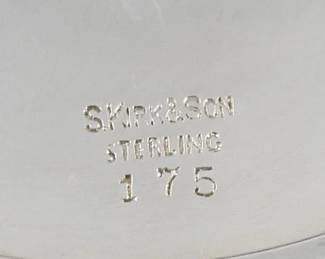 S. KIRK & SON
STERLING
175